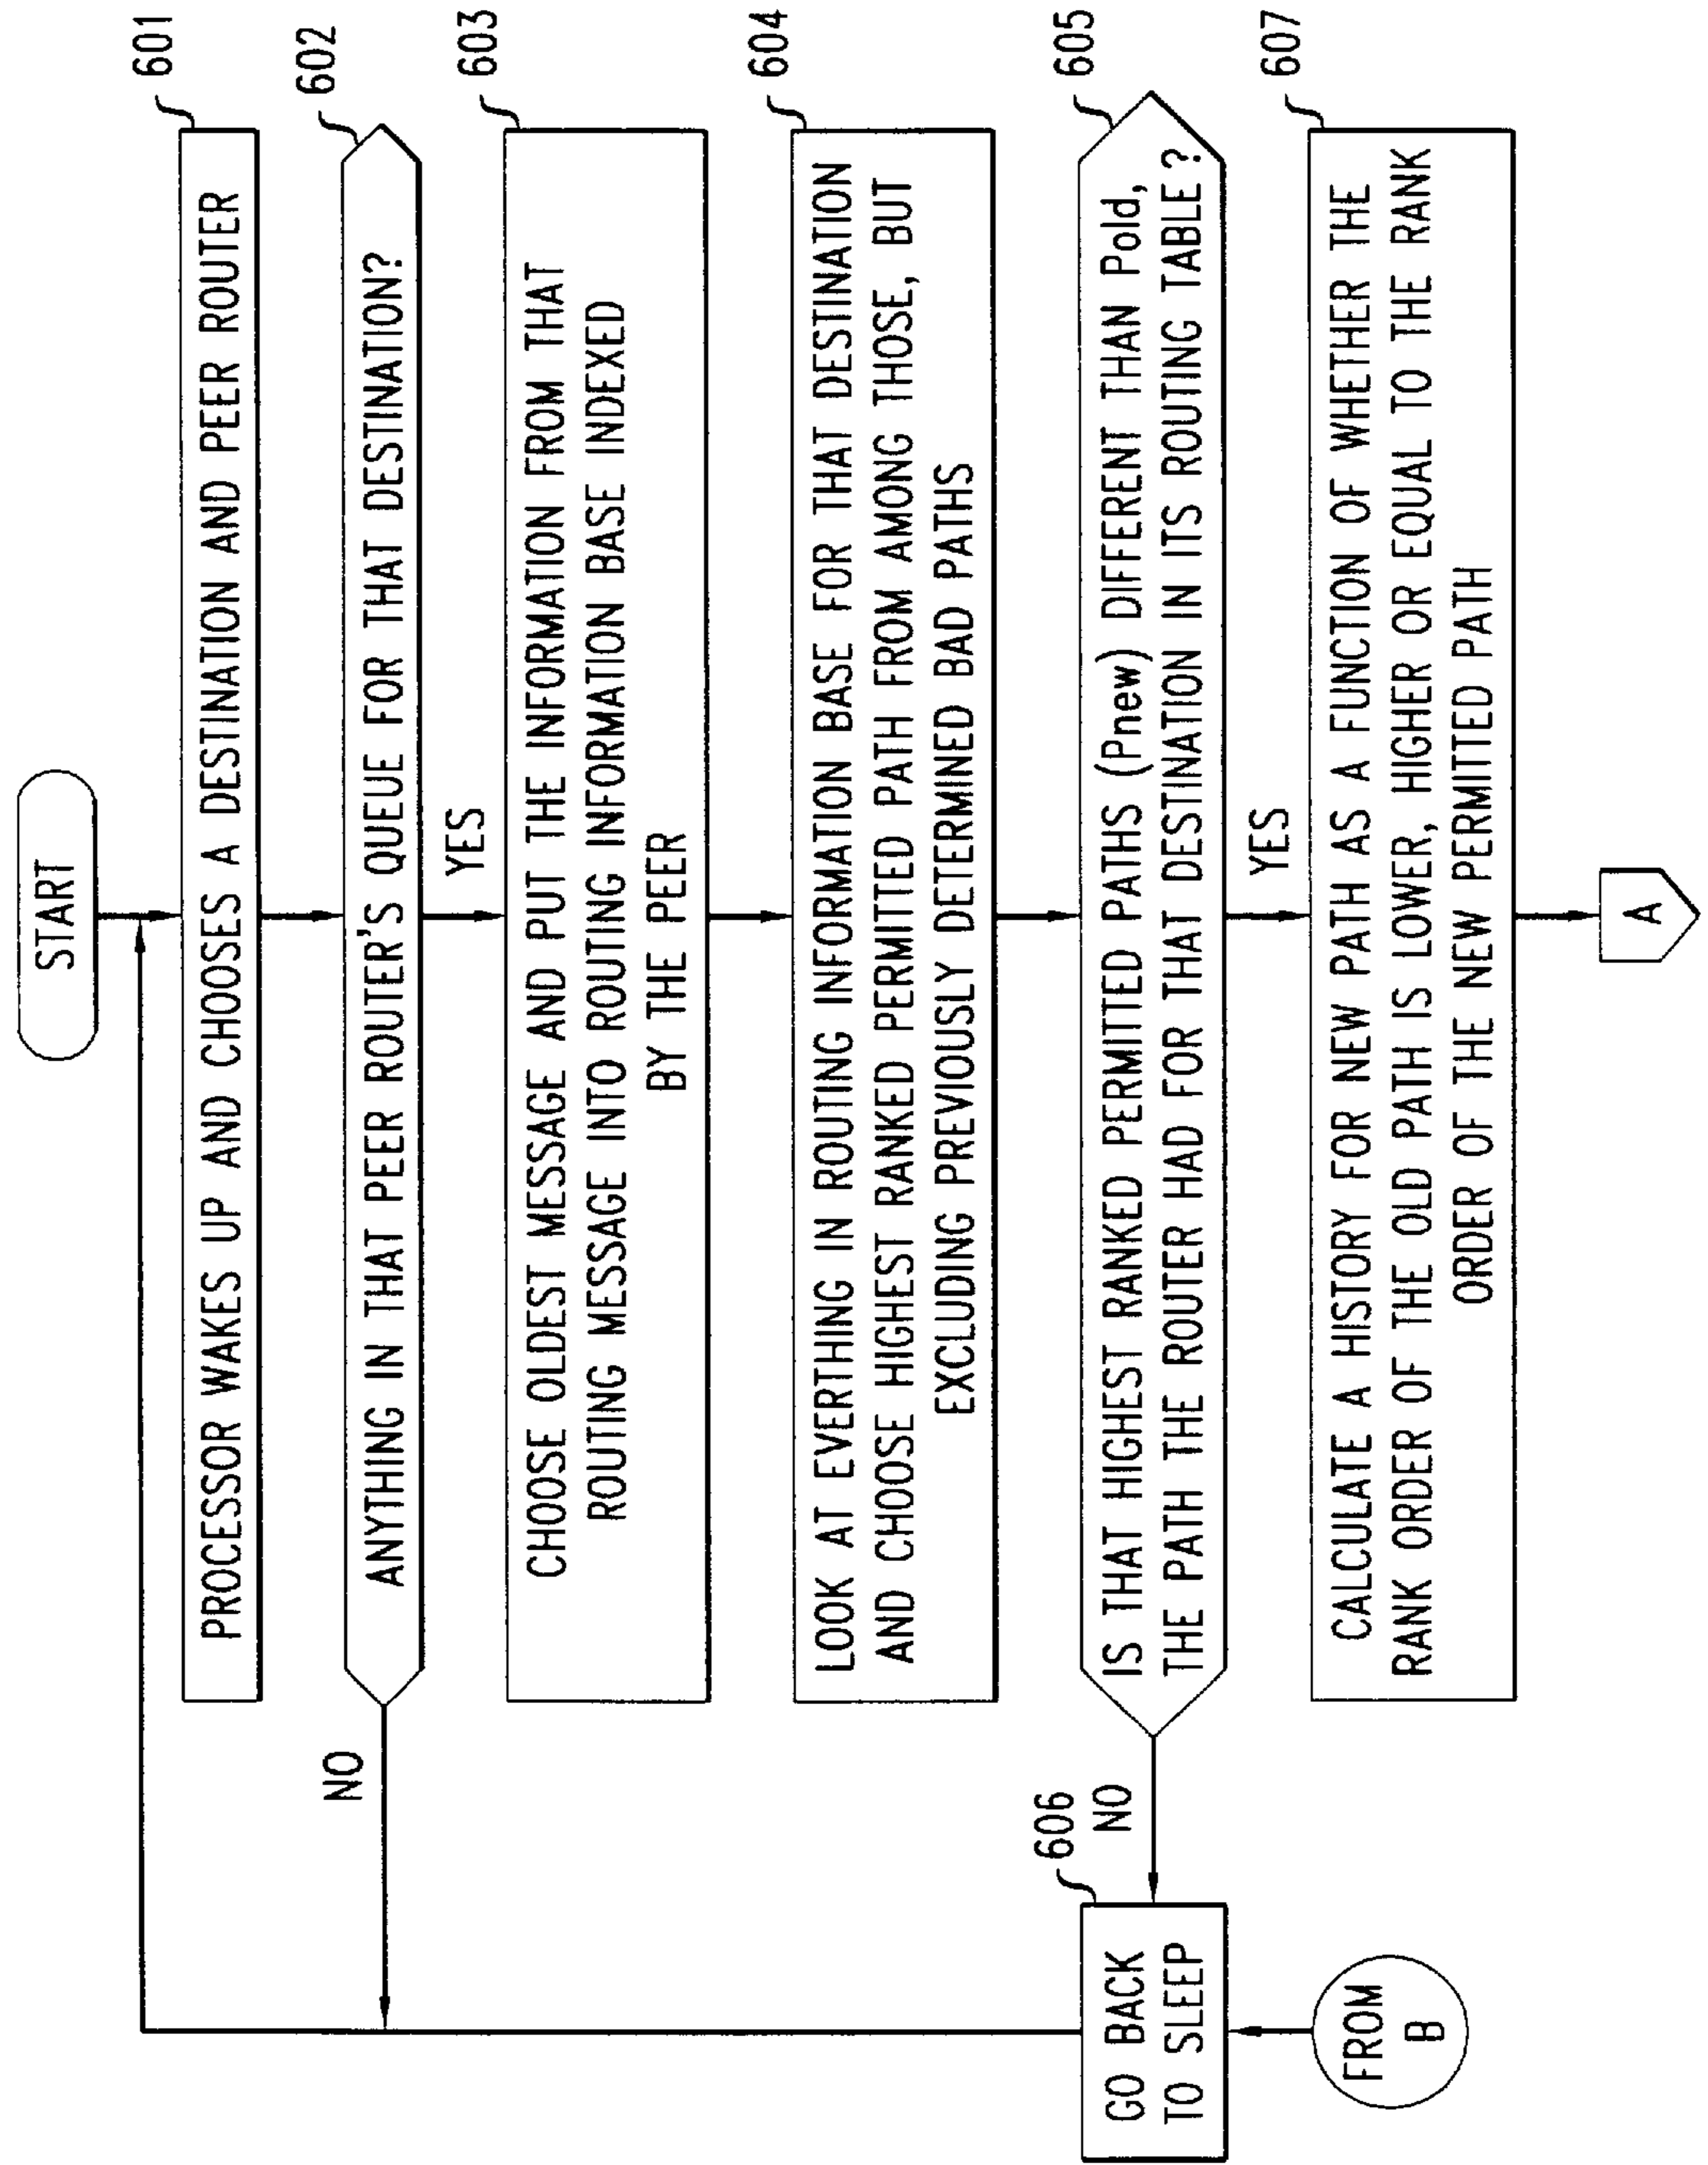 START
601
PROCESSOR WAKES UP AND CHOOSES A DESTINATION AND PEER ROUTER
602
ANYTHING IN THAT PEER ROUTER'S QUEUE FOR THAT DESTINATION?
NO
YES
603
CHOOSE OLDEST MESSAGE AND PUT THE INFORMATION FROM THAT
ROUTING MESSAGE INTO ROUTING INFORMATION BASE INDEXED
BY THE PEER
604
LOOK AT EVERTHING IN ROUTING INFORMATION BASE FOR THAT DESTINATION
AND CHOOSE HIGHEST RANKED PERMITTED PATH FROM AMONG THOSE, BUT
EXCLUDING PREVIOUSLY DETERMINED BAD PATHS
605
IS THAT HIGHEST RANKED PERMITTED PATHS (Pnew) DIFFERENT THAN Pold,
THE PATH THE ROUTER HAD FOR THAT DESTINATION IN ITS ROUTING TABLE?
606
NO
GO BACK
TO SLEEP
YES
607
CALCULATE A HISTORY FOR NEW PATH AS A FUNCTION OF WHETHER THE
RANK ORDER OF THE OLD PATH IS LOWER, HIGHER OR EQUAL TO THE RANK
ORDER OF THE NEW PERMITTED PATH
FROM
B
A